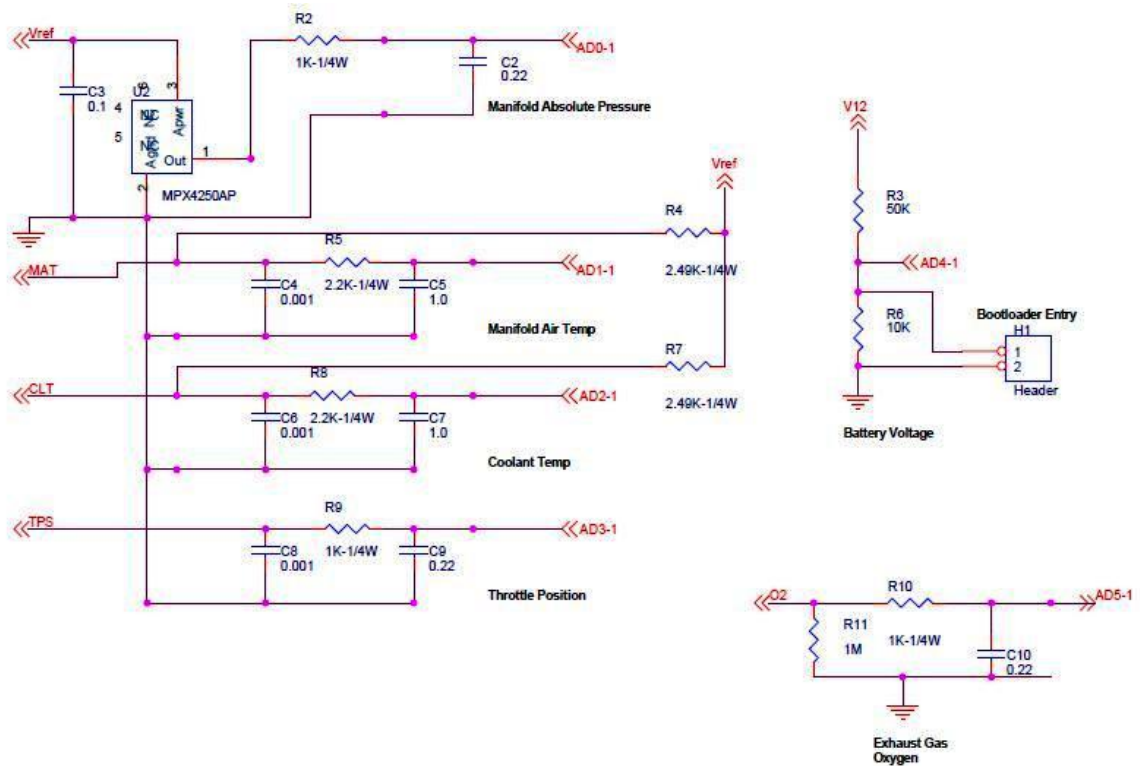 Vref
R2
1K-1/4W
AD0-1
C2
0.22
C3
0.1
U2
6
3
4
5
NC
Apwr
Out
1
2
MPX4250AP
Manifold Absolute Pressure
V12
R3
50K
AD4-1
R6
10K
Bootloader Entry
H1
1
2
Header
Battery Voltage
Vref
R4
2.49K-1/4W
MAT
R5
2.2K-1/4W
C4
0.001
C5
1.0
AD1-1
Manifold Air Temp
R7
2.49K-1/4W
CLT
R8
2.2K-1/4W
C6
0.001
C7
1.0
AD2-1
Coolant Temp
TPS
R9
1K-1/4W
C8
0.001
C9
0.22
AD3-1
Throttle Position
O2
R10
1K-1/4W
AD5-1
R11
1M
C10
0.22
Exhaust Gas
Oxygen